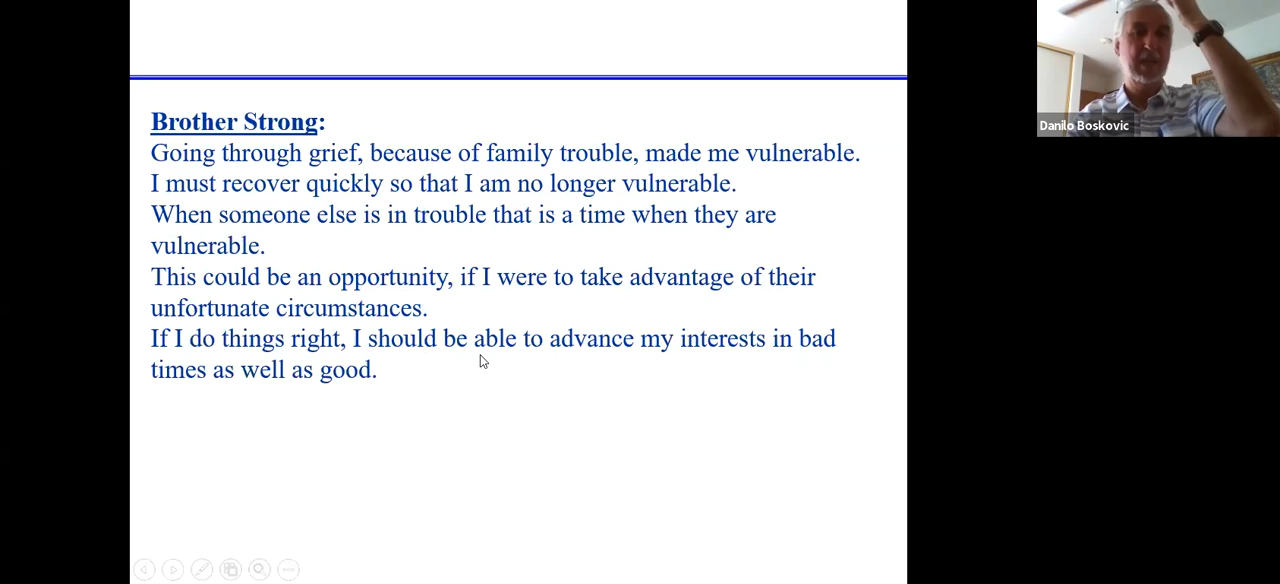 Brother Strong:
Going through grief, because of family trouble, made me vulnerable.
I must recover quickly so that I am no longer vulnerable.
When someone else is in trouble that is a time when they are
vulnerable.
This could be an opportunity, if I were to take advantage of their
unfortunate circumstances.
If I do things right, I should be able to advance my interests in bad
times as well as good.
Danilo Boskovic